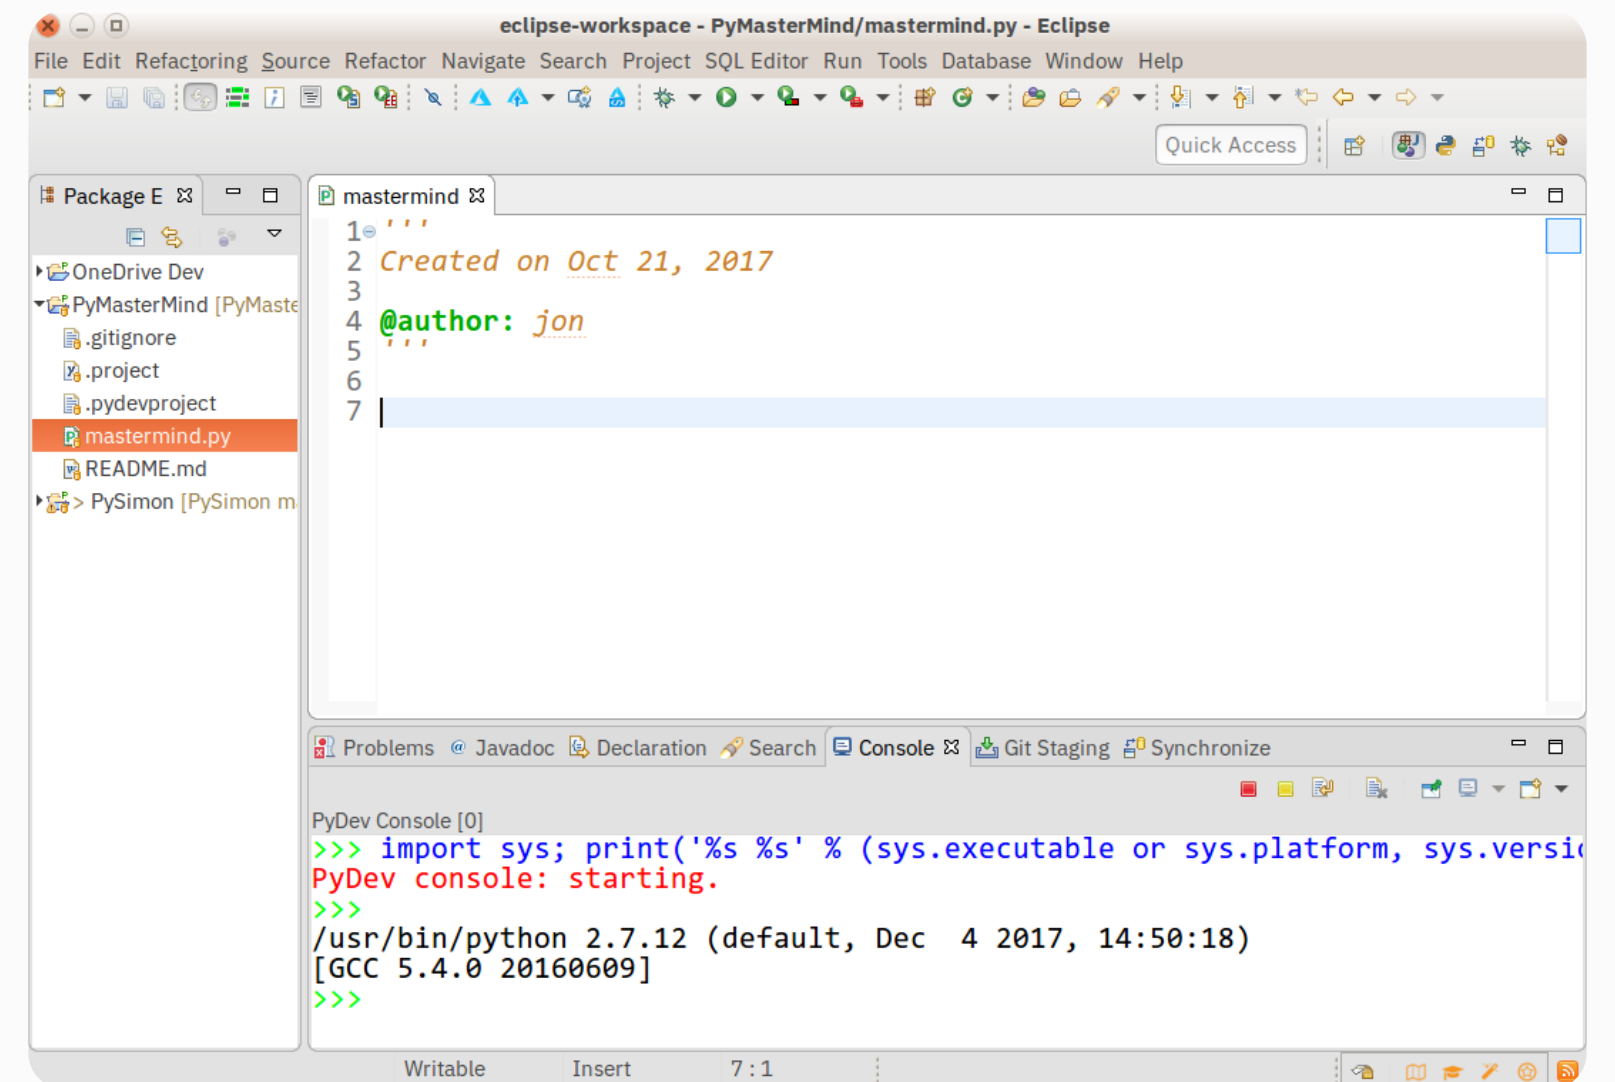 eclipse-workspace - PyMasterMind/mastermind.py - Eclipse
File Edit Refactoring Source Refactor Navigate Search Project SQL Editor Run Tools Database Window Help
Quick Access
Package E
mastermind
OneDrive Dev
PyMasterMind [PyMaste
.gitignore
.project
.pydevproject
mastermind.py
README.md
> PySimon [PySimon m
1 '''
2 Created on Oct 21, 2017
3
4 @author: jon
5 '''
6
7
Problems @ Javadoc Declaration Search Console Git Staging Synchronize
PyDev Console [0]
>>> import sys; print('%s %s' % (sys.executable or sys.platform, sys.versio
PyDev console: starting.
>>>
/usr/bin/python 2.7.12 (default, Dec  4 2017, 14:50:18)
[GCC 5.4.0 20160609]
>>>
Writable Insert 7 : 1